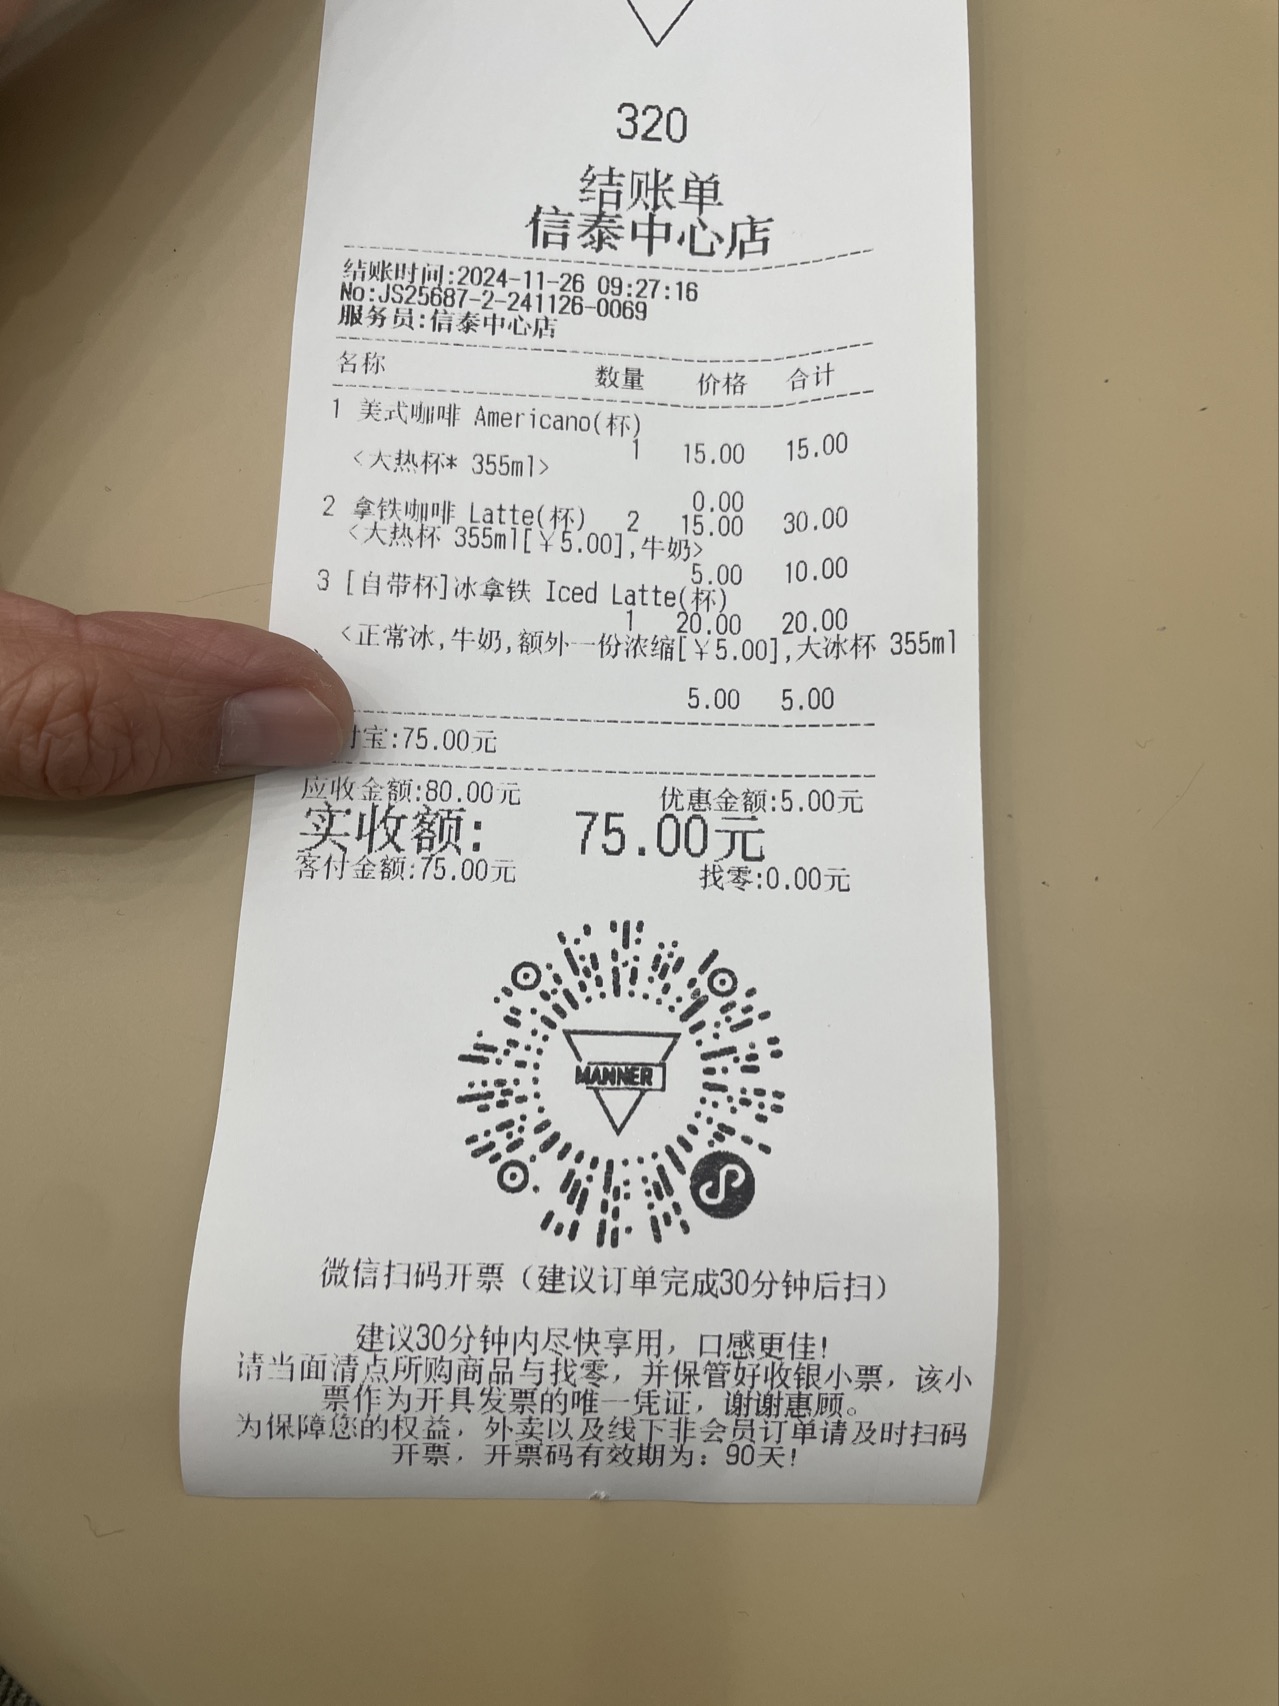 320
结账单
信泰中心店
结账时间:2024-11-26 09:27:16
No:JS25687-2-241126-0069
服务员:信泰中心店
名称 数量 价格 合计
1 美式咖啡 Americano(杯)
1 15.00 15.00
<大热杯* 355ml>
0.00
2 拿铁咖啡 Latte(杯) 2 15.00 30.00
<大热杯 355ml[￥5.00],牛奶>
5.00 10.00
3 [自带杯]冰拿铁 Iced Latte(杯)
1 20.00 20.00
<正常冰,牛奶,额外一份浓缩[￥5.00],大冰杯 355ml
5.00 5.00
付宝:75.00元
应收金额:80.00元 优惠金额:5.00元
实收额: 75.00元
客付金额:75.00元 找零:0.00元
MANNER
微信扫码开票（建议订单完成30分钟后扫）
建议30分钟内尽快享用，口感更佳!
请当面清点所购商品与找零，并保管好收银小票，该小
票作为开具发票的唯一凭证，谢谢惠顾。
为保障您的权益，外卖以及线下非会员订单请及时扫码
开票，开票码有效期为：90天!